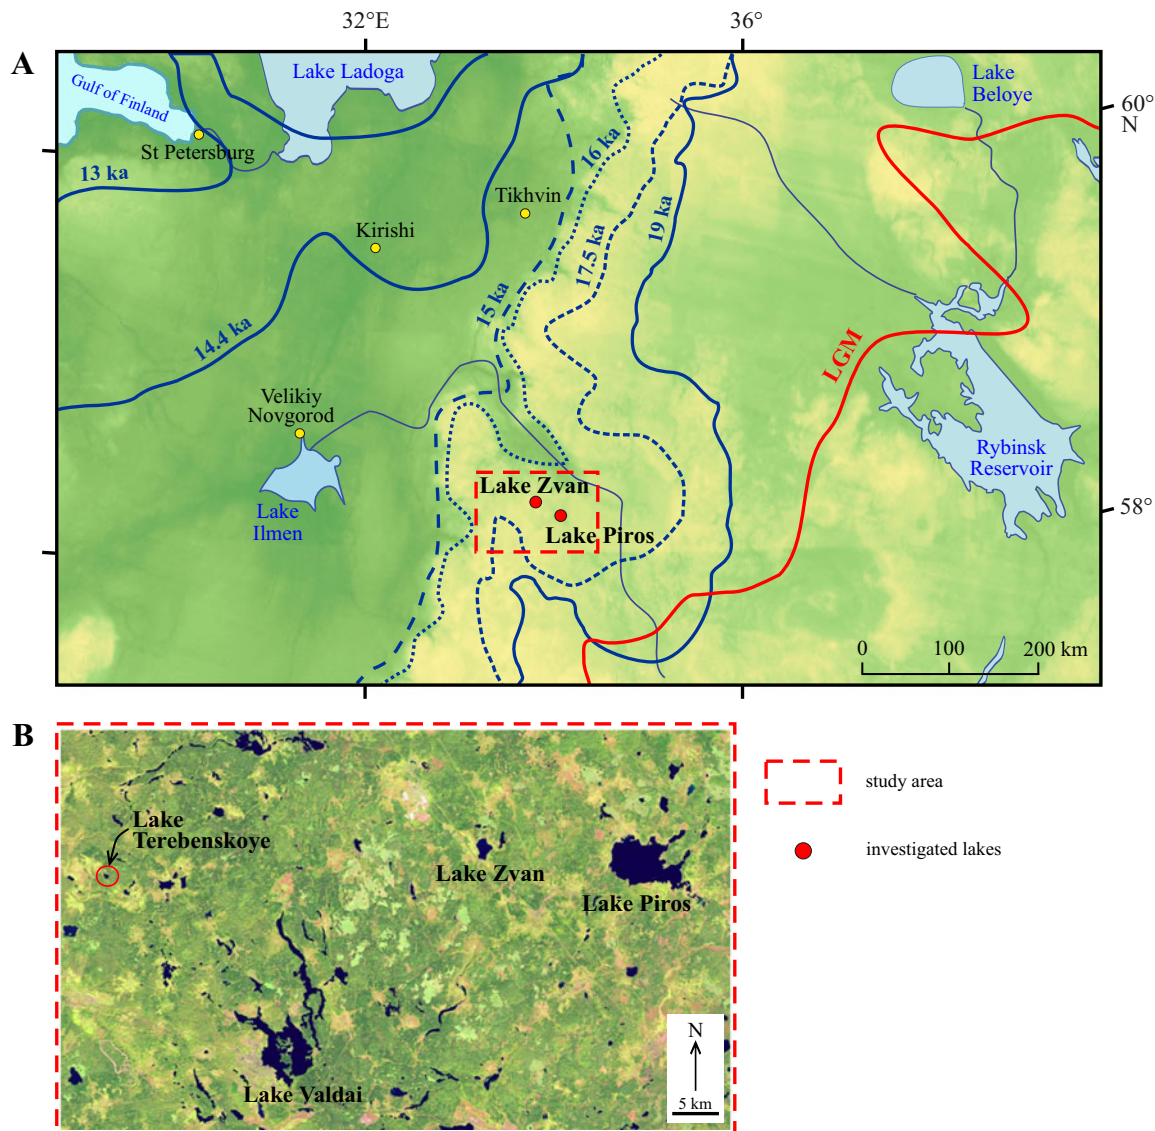 32°E
36°
A
Gulf of Finland
Lake Ladoga
Lake
Beloye
60°
N
St Petersburg
13 ka
16 ka
Tikhvin
Kirishi
19 ka
17.5 ka
15 ka
14.4 ka
LGM
Velikiy
Novgorod
Rybinsk
Reservoir
Lake Zvan
Lake
Ilmen
Lake Piros
58°
0 100 200 km
B
Lake
Terebenskoye
Lake Zvan
Lake Piros
Lake Valdai
N
5 km
study area
investigated lakes